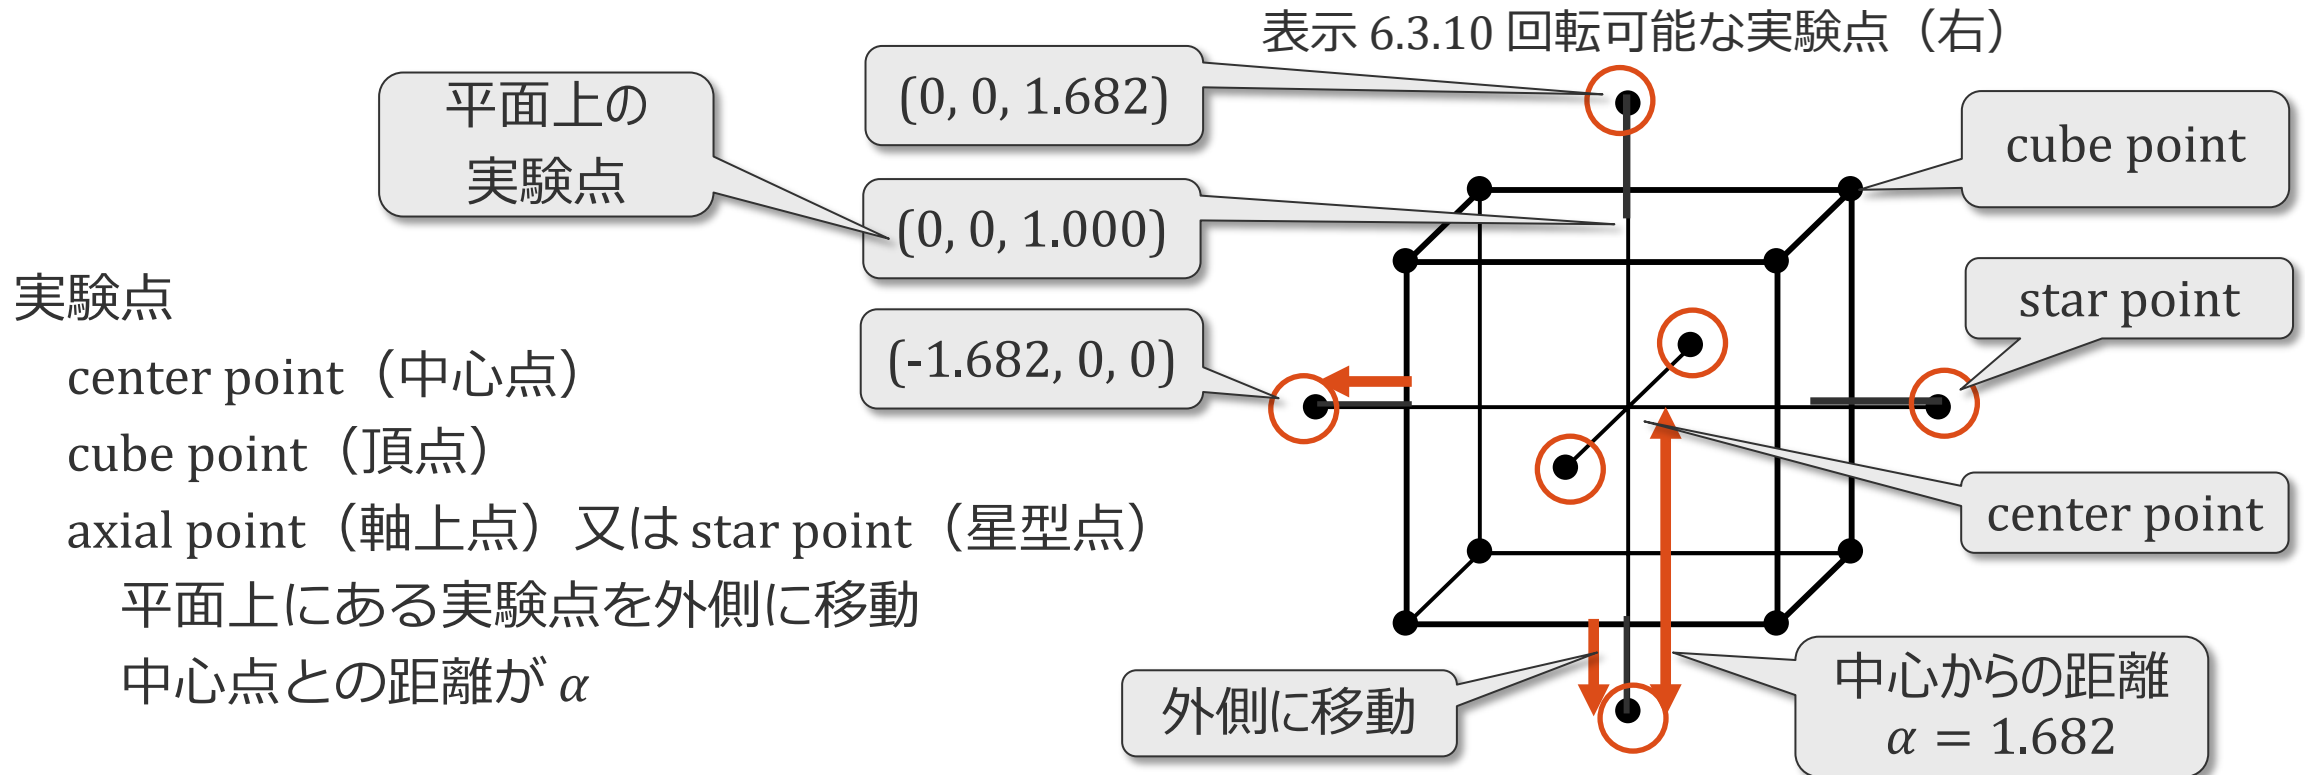 表示 6.3.10 回転可能な実験点（右）
平面上の
実験点
(0, 0, 1.682)
(0, 0, 1.000)
(-1.682, 0, 0)
実験点
center point（中心点）
cube point（頂点）
axial point（軸上点）又は star point（星型点）
平面上にある実験点を外側に移動
中心点との距離が α
cube point
star point
center point
外側に移動
中心からの距離
α = 1.682